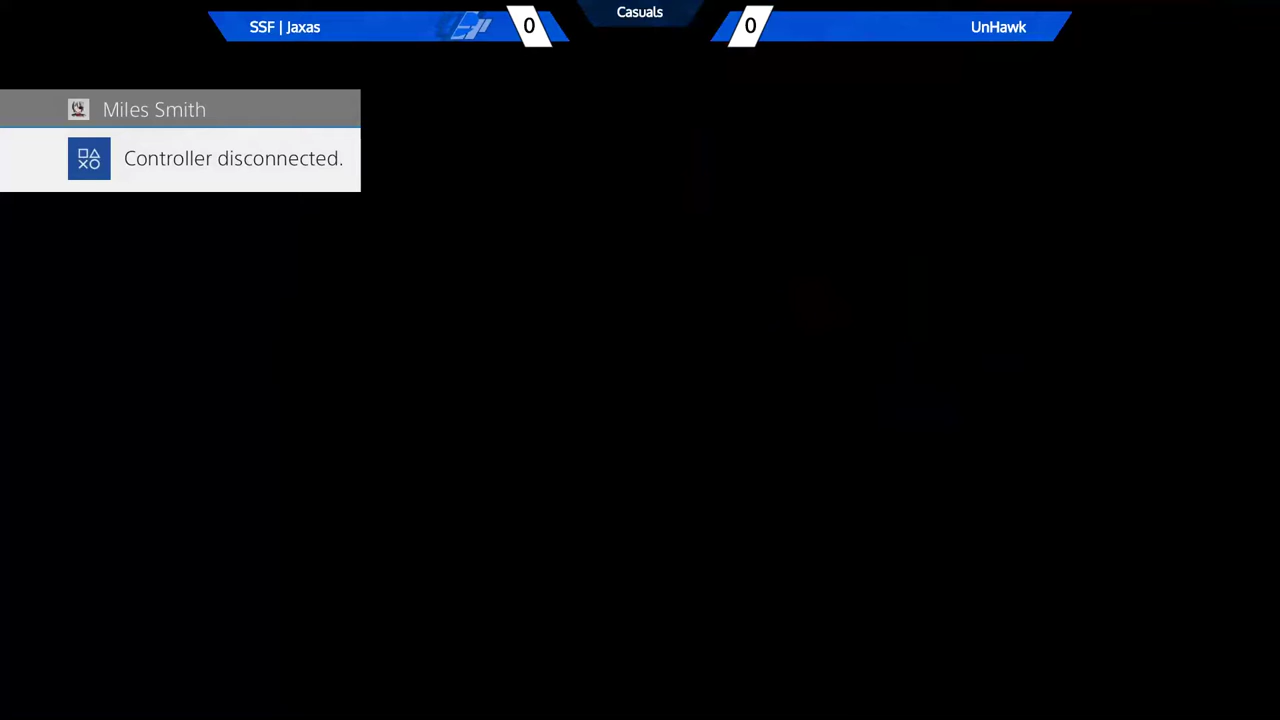 SSF | Jaxas
0
Casuals
0
UnHawk
Miles Smith
Controller disconnected.